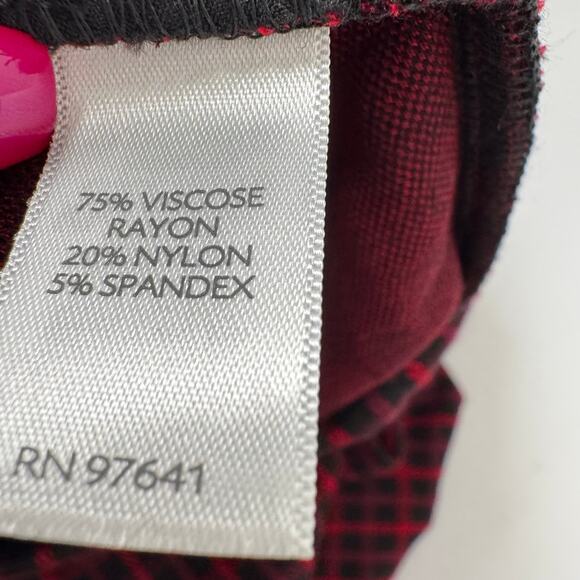 75% VISCOSE
RAYON
20% NYLON
5% SPANDEX
RN 97641